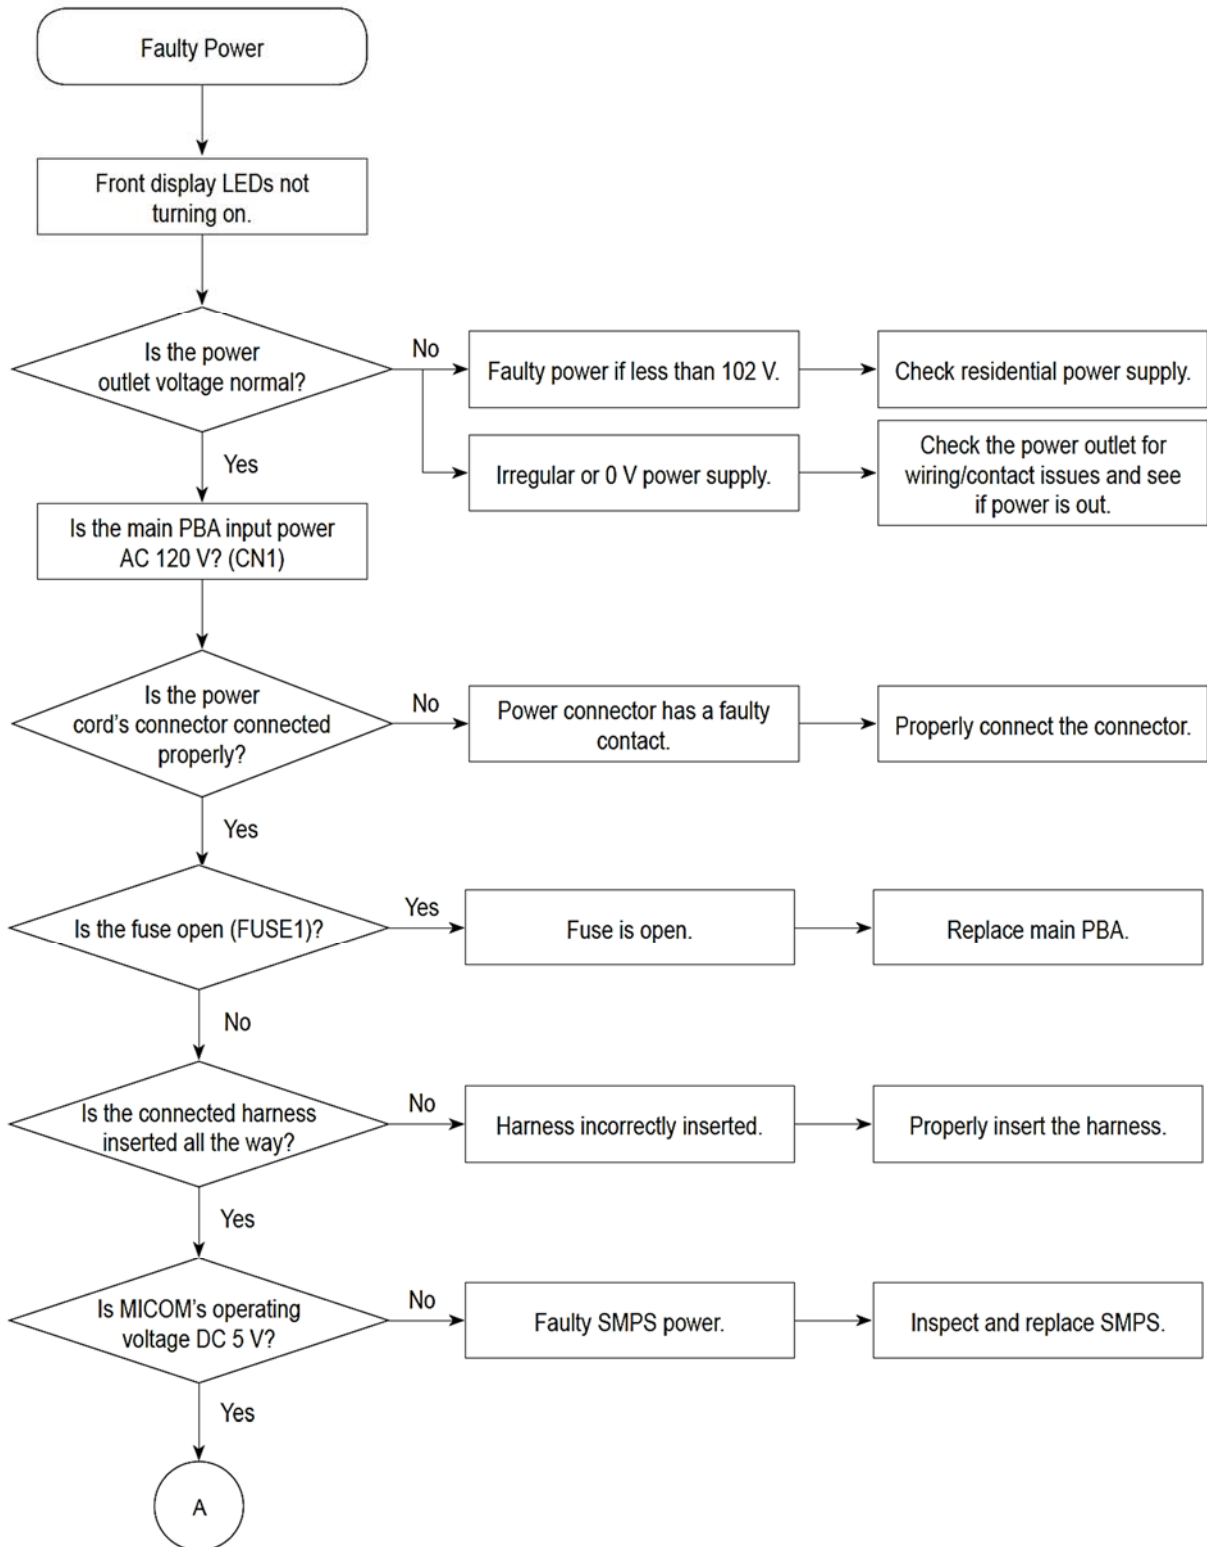 Faulty Power
Front display LEDs not
turning on.
Is the power
outlet voltage normal?
No
Faulty power if less than 102 V.
Check residential power supply.
Irregular or 0 V power supply.
Check the power outlet for
wiring/contact issues and see
if power is out.
Yes
Is the main PBA input power
AC 120 V? (CN1)
Is the power
cord’s connector connected
properly?
No
Power connector has a faulty
contact.
Properly connect the connector.
Yes
Is the fuse open (FUSE1)?
Yes
Fuse is open.
Replace main PBA.
No
Is the connected harness
inserted all the way?
No
Harness incorrectly inserted.
Properly insert the harness.
Yes
Is MICOM’s operating
voltage DC 5 V?
No
Faulty SMPS power.
Inspect and replace SMPS.
Yes
A